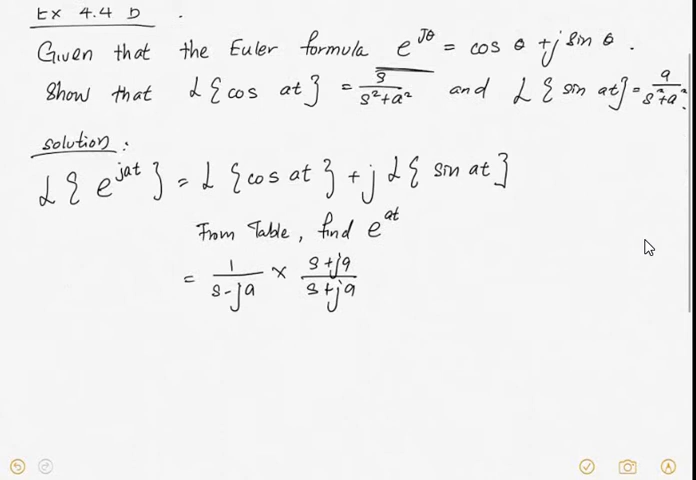 Ex 4.4 D .
Given that the Euler formula e^{jθ} = cos θ + j sin θ .
Show that ℒ{cos at} = s/(s²+a²) and ℒ{sin at} = a/(s²+a²).
solution :
ℒ{e^{jat}} = ℒ{cos at} + j ℒ{sin at}
From Table, find e^{at}
= 1/(s-ja) × (s+ja)/(s+ja)